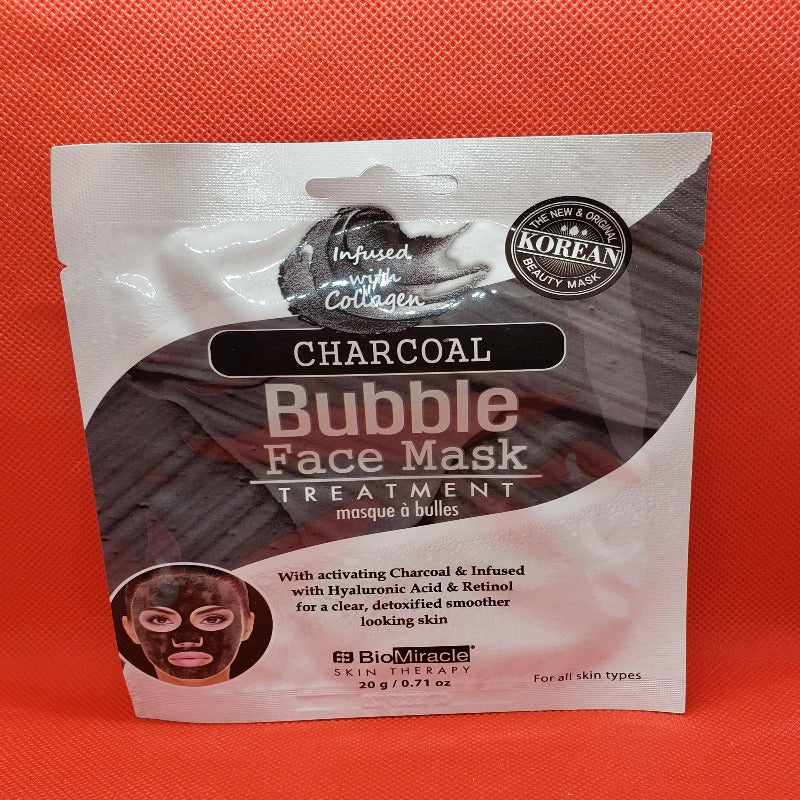 Infused
with
Collagen
THE NEW & ORIGINAL
KOREAN
BEAUTY MASK
CHARCOAL
Bubble
Face Mask
TREATMENT
masque à bulles
With activating Charcoal & Infused
with Hyaluronic Acid & Retinol
for a clear, detoxified smoother
looking skin
BioMiracle®
SKIN THERAPY
20 g / 0.71 oz
For all skin types